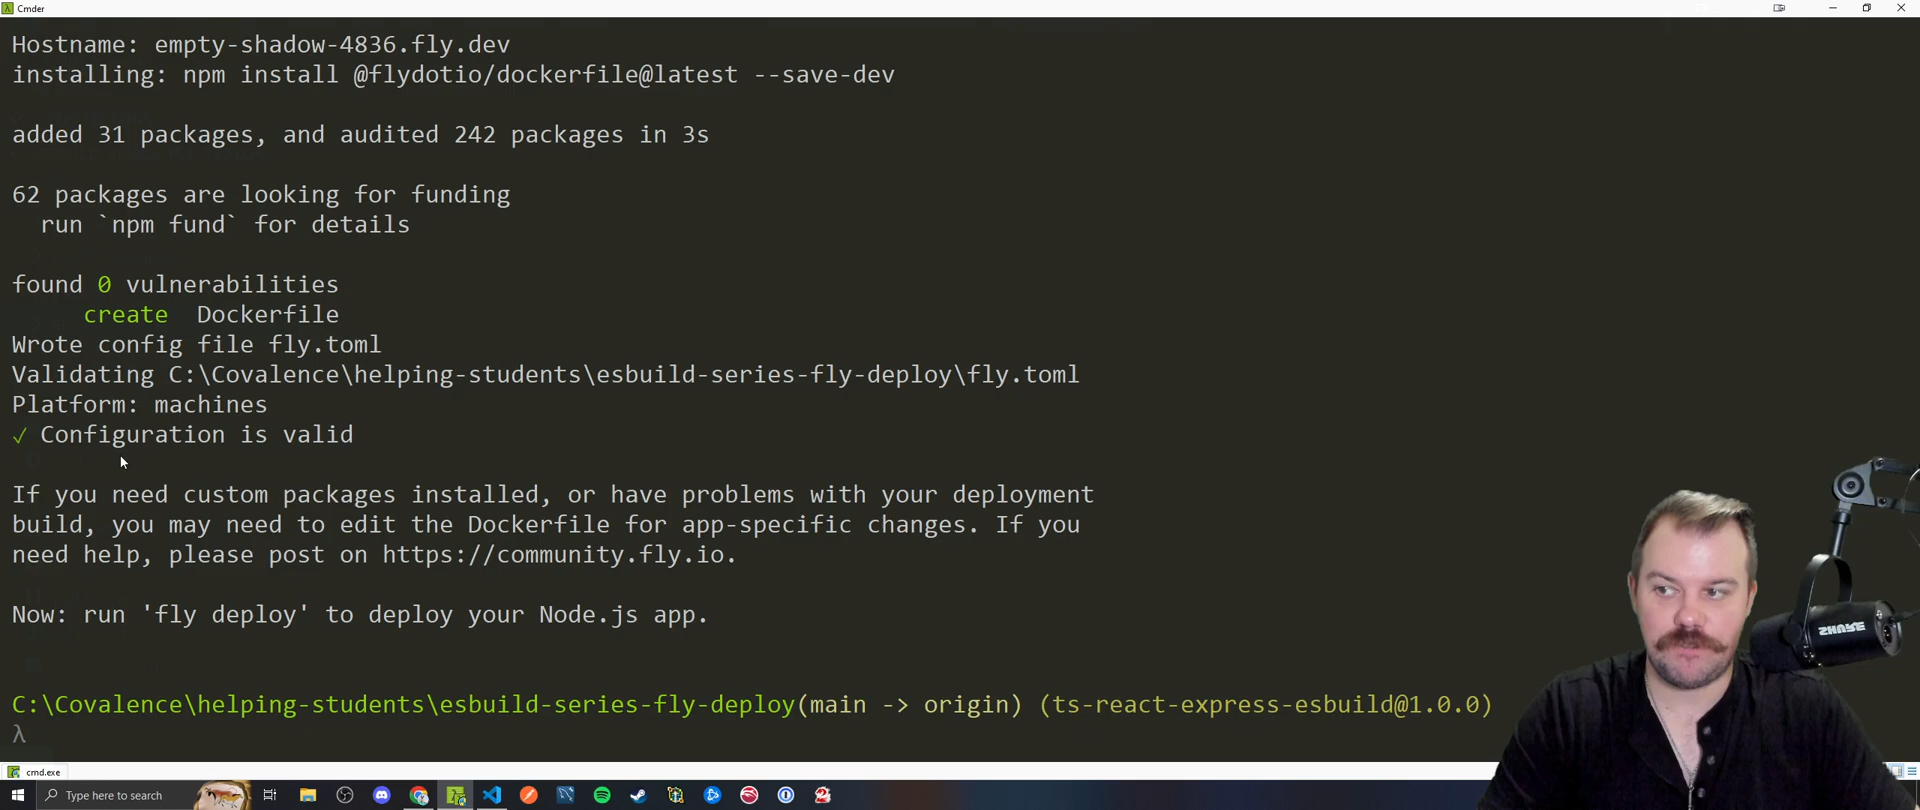 Cmder
Hostname: empty-shadow-4836.fly.dev
installing: npm install @flydotio/dockerfile@latest --save-dev
added 31 packages, and audited 242 packages in 3s
62 packages are looking for funding
run `npm fund` for details
found 0 vulnerabilities
create Dockerfile
Wrote config file fly.toml
Validating C:\Covalence\helping-students\esbuild-series-fly-deploy\fly.toml
Platform: machines
✓ Configuration is valid
If you need custom packages installed, or have problems with your deployment
build, you may need to edit the Dockerfile for app-specific changes. If you
need help, please post on https://community.fly.io.
Now: run 'fly deploy' to deploy your Node.js app.
C:\Covalence\helping-students\esbuild-series-fly-deploy(main -> origin) (ts-react-express-esbuild@1.0.0)
λ
SHURE
cmd.exe
Type here to search